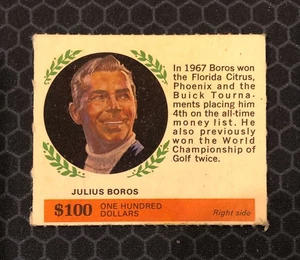 In 1967 Boros won
the Florida Citrus,
Phoenix and the
Buick Tourna-
ments placing him
4th on the all-time
money list. He
also previously
won the World
Championship of
Golf twice.
JULIUS BOROS
$100 ONE HUNDRED
DOLLARS
Right side